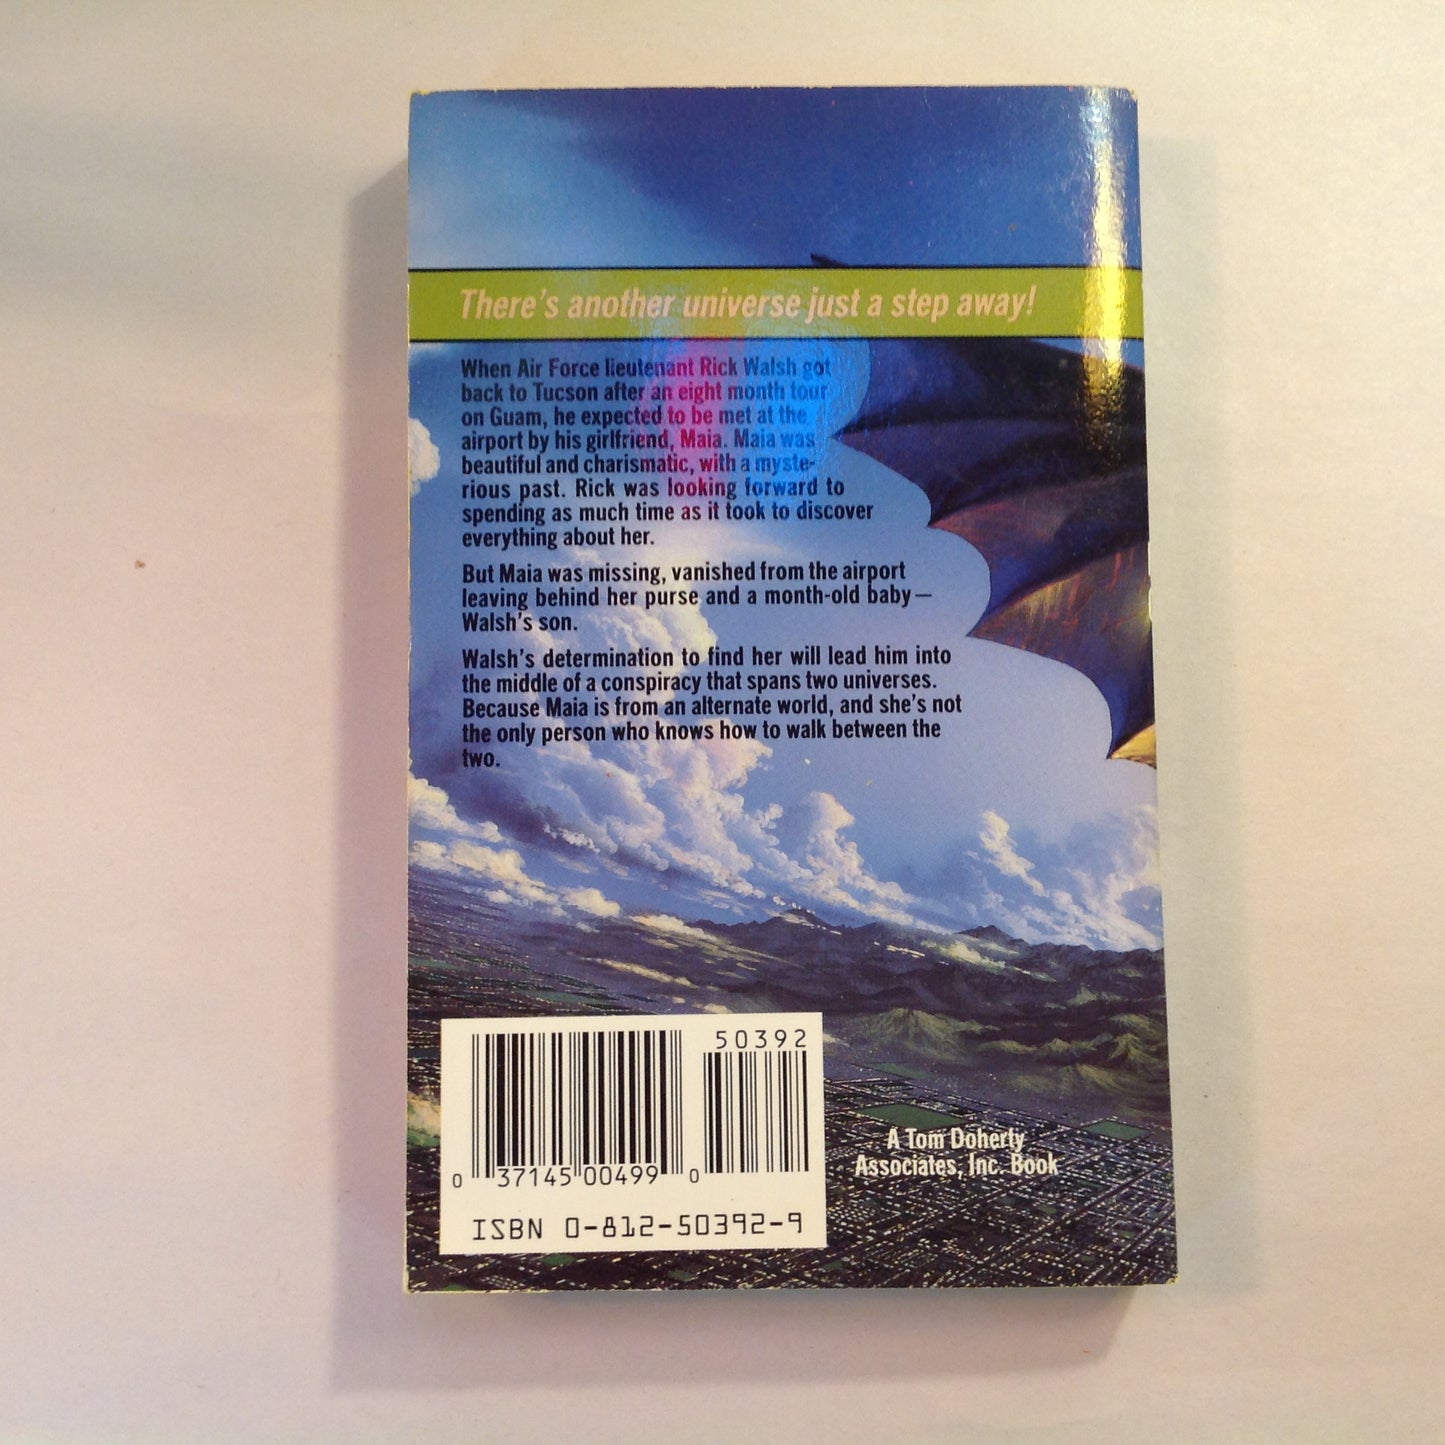 There's another universe just a step away!
When Air Force lieutenant Rick Walsh got
back to Tucson after an eight month tour
on Guam, he expected to be met at the
airport by his girlfriend, Maia. Maia was
beautiful and charismatic, with a myste-
rious past. Rick was looking forward to
spending as much time as it took to discover
everything about her.
But Maia was missing, vanished from the airport
leaving behind her purse and a month-old baby—
Walsh's son.
Walsh's determination to find her will lead him into
the middle of a conspiracy that spans two universes.
Because Maia is from an alternate world, and she's not
the only person who knows how to walk between the
two.
50392
0 37145 00499 0
ISBN 0-812-50392-9
A Tom Doherty
Associates, Inc. Book